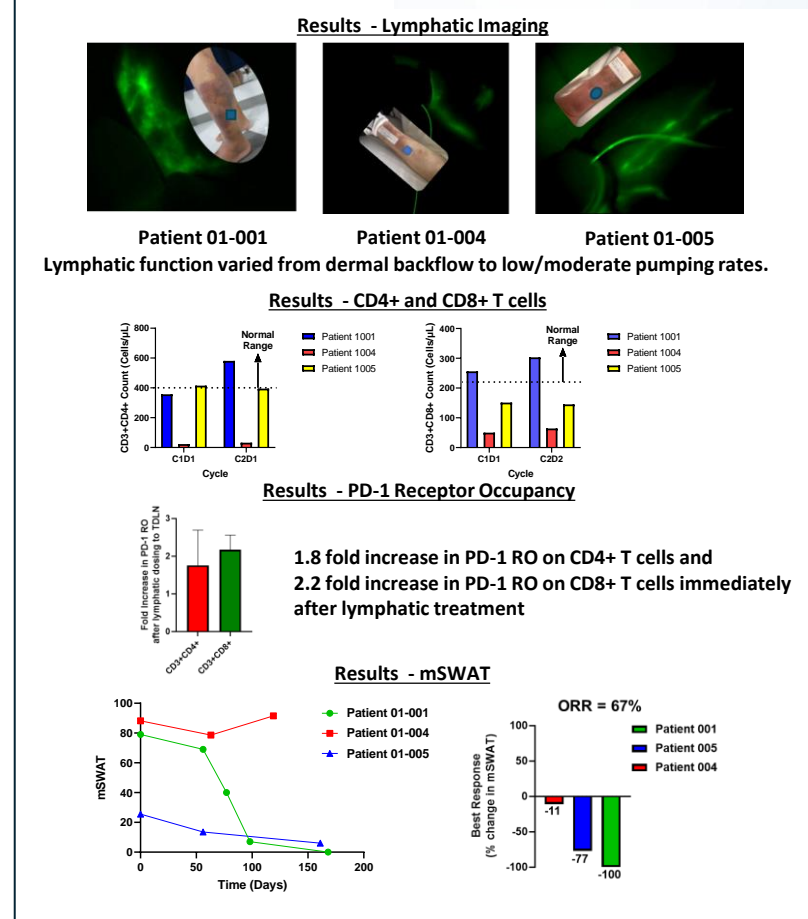 Results - Lymphatic Imaging
Patient 01-001
Patient 01-004
Patient 01-005
Lymphatic function varied from dermal backflow to low/moderate pumping rates.
Results - CD4+ and CD8+ T cells
CD3+CD4+ Count (Cells/μL)
800
600
400
200
0
C1D1
C2D1
Cycle
Normal
Range
Patient 1001
Patient 1004
Patient 1005
CD3+CD8+ Count (Cells/μL)
400
300
200
100
0
C1D1
C2D2
Cycle
Normal
Range
Patient 1001
Patient 1004
Patient 1005
Results - PD-1 Receptor Occupancy
Fold Increase in PD-1 RO
after lymphatic dosing to TDLN
3
2
1
0
CD3+CD4+
CD3+CD8+
1.8 fold increase in PD-1 RO on CD4+ T cells and
2.2 fold increase in PD-1 RO on CD8+ T cells immediately
after lymphatic treatment
Results - mSWAT
mSWAT
100
80
60
40
20
0
0
50
100
150
200
Time (Days)
Patient 01-001
Patient 01-004
Patient 01-005
ORR = 67%
Best Response
(% change in mSWAT)
100
50
0
-50
-100
-11
-77
-100
Patient 001
Patient 005
Patient 004